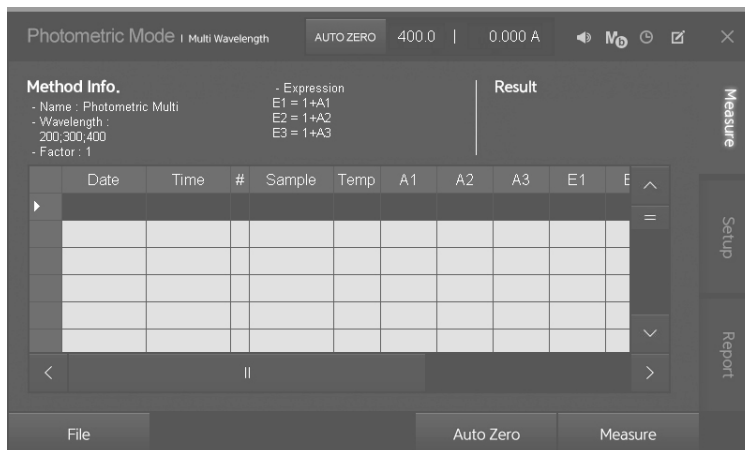 Photometric Mode | Multi Wavelength AUTO ZERO 400.0 | 0.000 A
Method Info.
- Name : Photometric Multi
- Wavelength :
200;300;400
- Factor : 1
- Expression
E1 = 1+A1
E2 = 1+A2
E3 = 1+A3
Result
Measure
Setup
Report
Date Time # Sample Temp A1 A2 A3 E1
File Auto Zero Measure